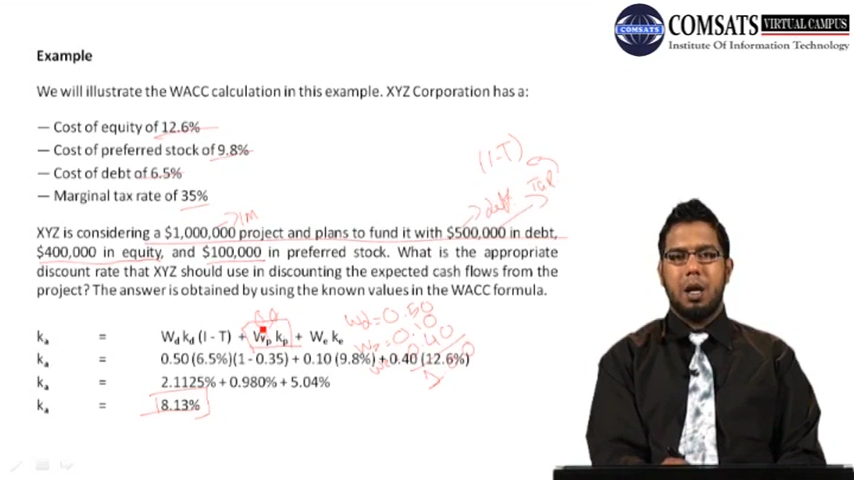 COMSATS VIRTUAL CAMPUS
Institute Of Information Technology
Example
We will illustrate the WACC calculation in this example. XYZ Corporation has a:
— Cost of equity of 12.6%
— Cost of preferred stock of 9.8%
— Cost of debt of 6.5%
— Marginal tax rate of 35%
(1-T)
1M
debt
XYZ is considering a $1,000,000 project and plans to fund it with $500,000 in debt,
$400,000 in equity, and $100,000 in preferred stock. What is the appropriate
discount rate that XYZ should use in discounting the expected cash flows from the
project? The answer is obtained by using the known values in the WACC formula.
Wd = 0.50
ka = Wd kd (1 - T) + Wp kp + We ke
Wp = 0.10
We = 0.40
ka = 0.50 (6.5%)(1 - 0.35) + 0.10 (9.8%) + 0.40 (12.6%)
1.00
ka = 2.1125% + 0.980% + 5.04%
ka = 8.13%